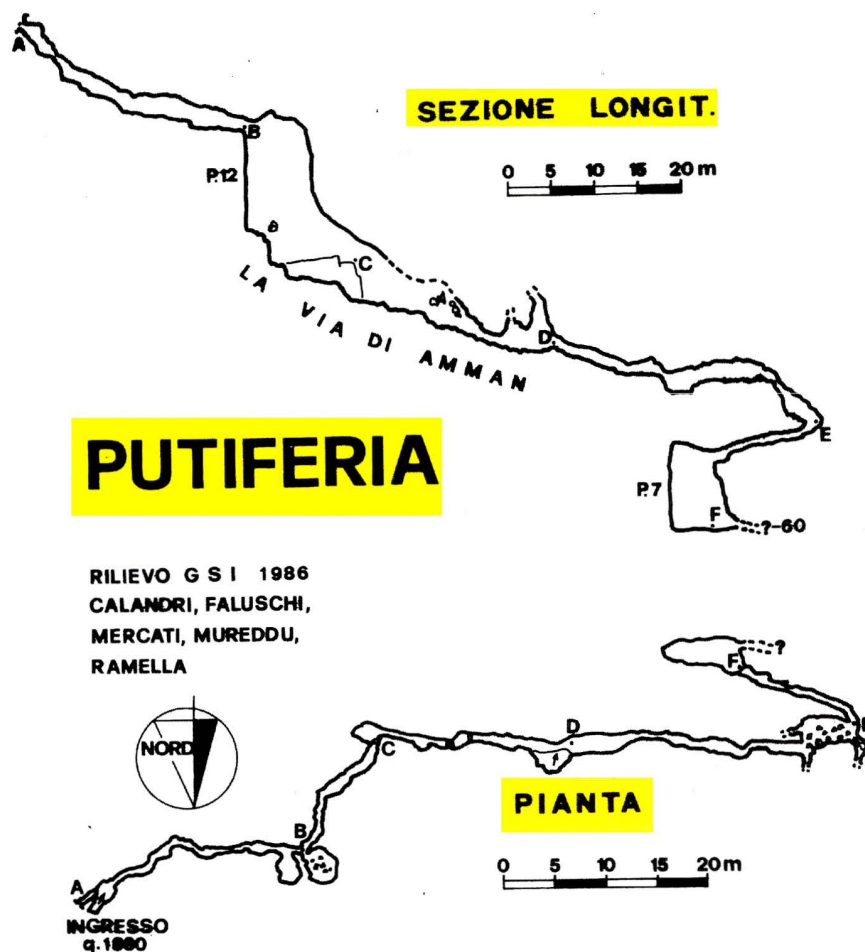 A
SEZIONE LONGIT.
B
0 5 10 15 20 m
P.12
C
LA VIA DI AMMAN
D
E
PUTIFERIA
P.7
F
?-60
RILIEVO G S I 1986
CALANDRI, FALUSCHI,
MERCATI, MUREDDU,
RAMELLA
F
?
NORD
D
C
PIANTA
B
0 5 10 15 20 m
A
INGRESSO